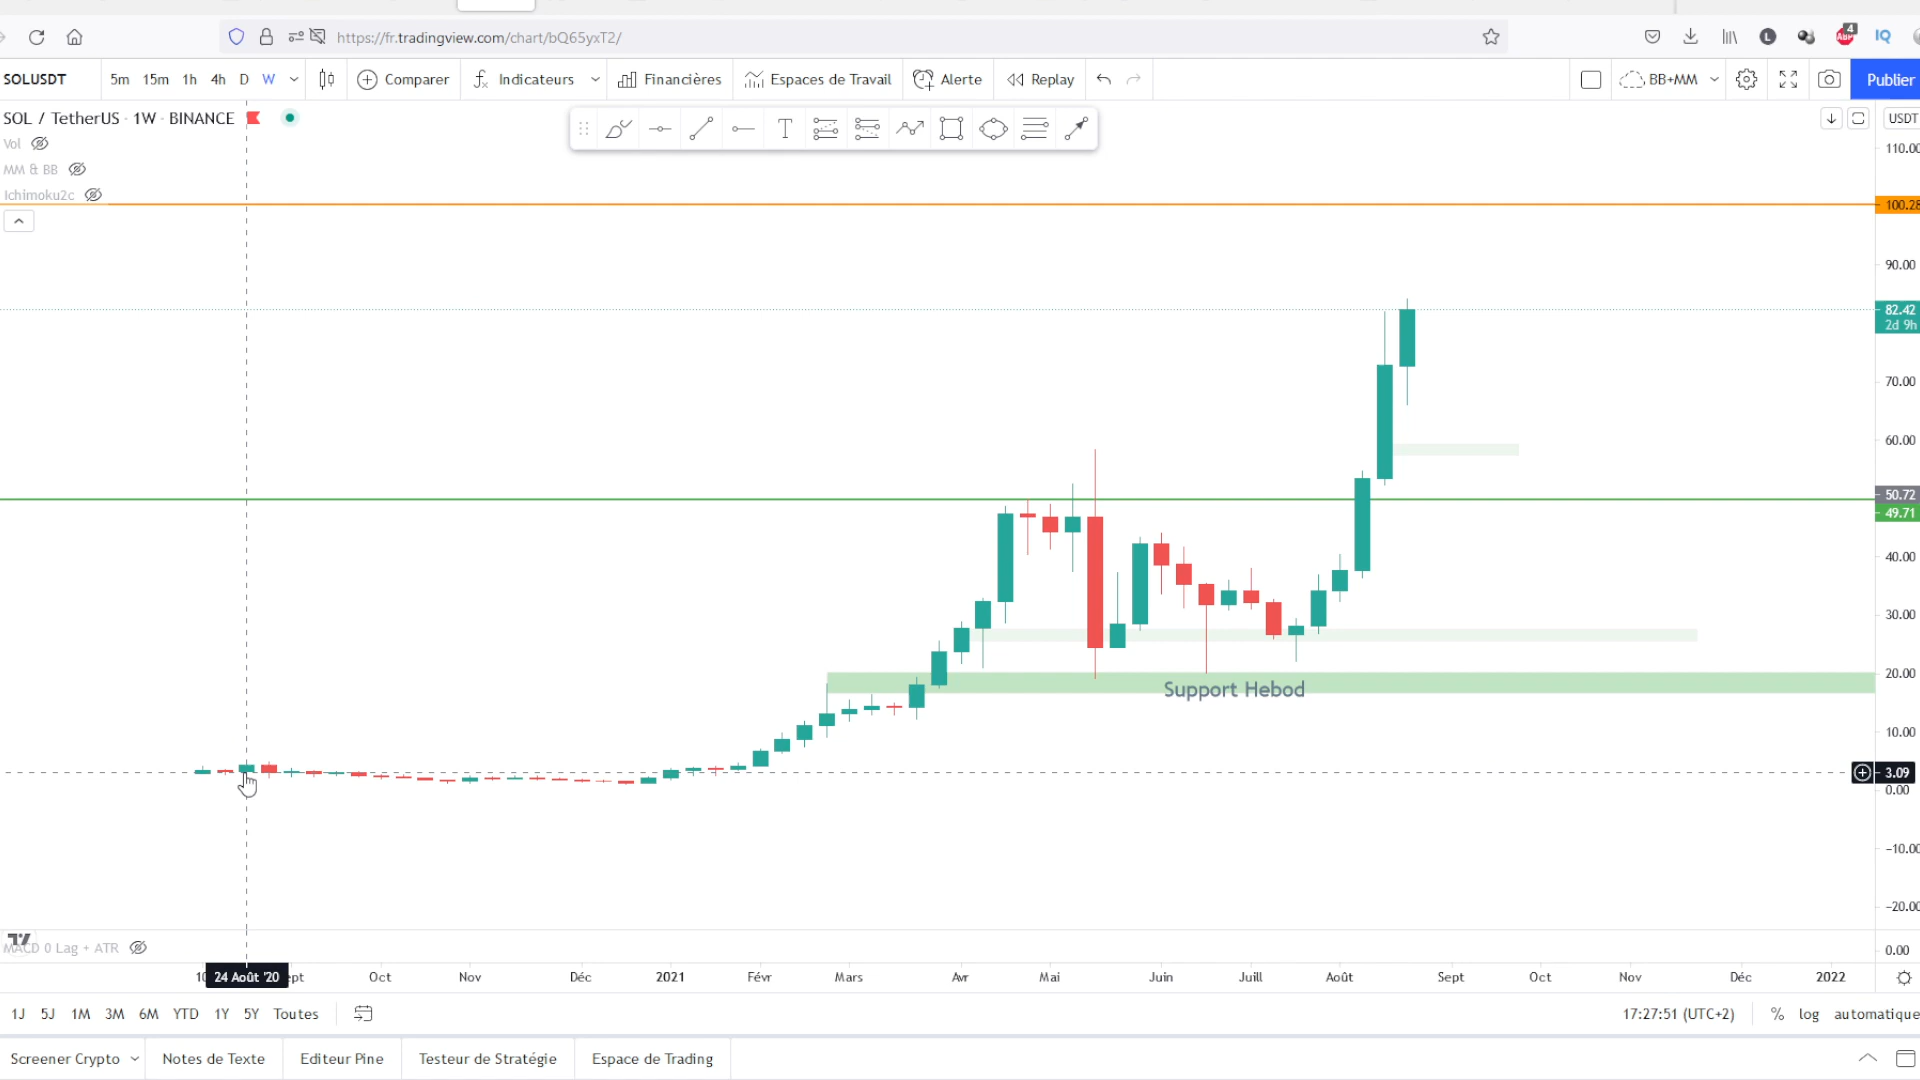 https://fr.tradingview.com/chart/bQ65yxT2/
4
ABP
L
IQ
SOLUSDT
5m 15m 1h 4h D W
Comparer
Indicateurs
Financières
Espaces de Travail
Alerte
Replay
BB+MM
Publier
SOL / TetherUS · 1W · BINANCE
Vol
MM & BB
Ichimoku2c
T
USDT
110.00
100.28
90.00
82.42
2d 9h
70.00
60.00
50.72
49.71
40.00
30.00
20.00
Support Hebod
10.00
3.09
0.00
−10.00
−20.00
MACD 0 Lag + ATR
0.00
10 24 Août '20 ept Oct Nov Déc 2021 Févr Mars Avr Mai Juin Juill Août Sept Oct Nov Déc 2022
1J 5J 1M 3M 6M YTD 1Y 5Y Toutes
17:27:51 (UTC+2) % log automatique
Screener Crypto Notes de Texte Editeur Pine Testeur de Stratégie Espace de Trading